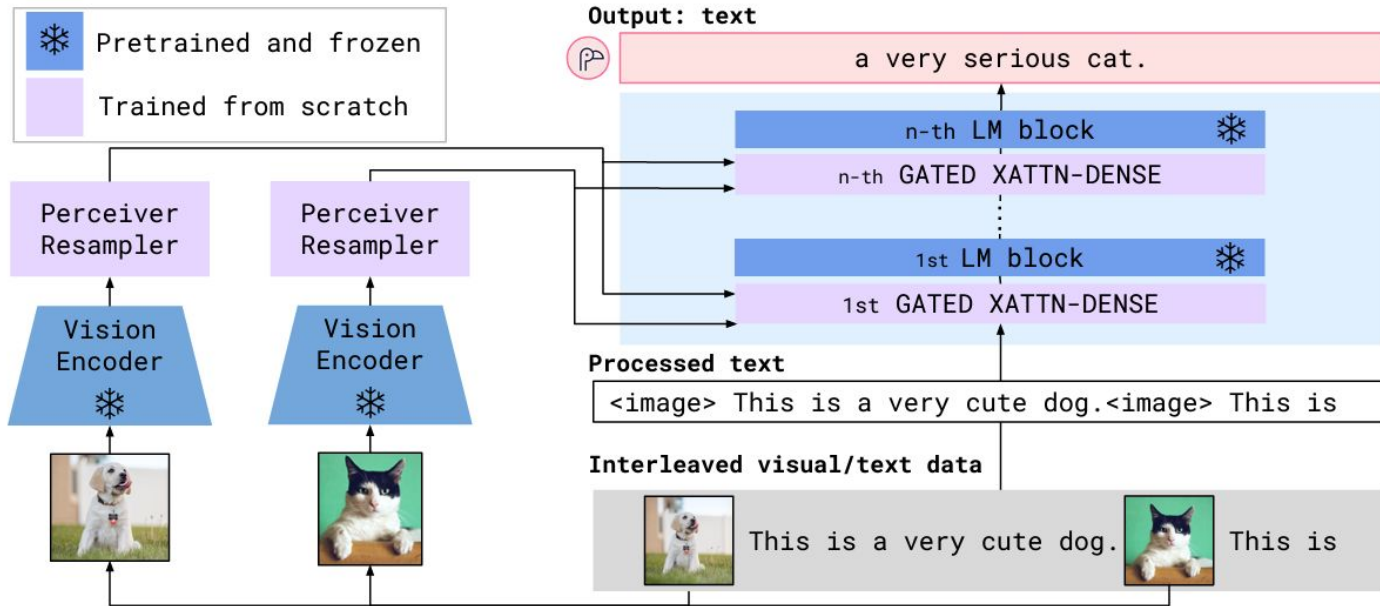 Pretrained and frozen
Trained from scratch
Output: text
a very serious cat.
n-th LM block
n-th GATED XATTN-DENSE
1st LM block
1st GATED XATTN-DENSE
Perceiver
Resampler
Perceiver
Resampler
Vision
Encoder
Vision
Encoder
Processed text
<image> This is a very cute dog.<image> This is
Interleaved visual/text data
This is a very cute dog.
This is